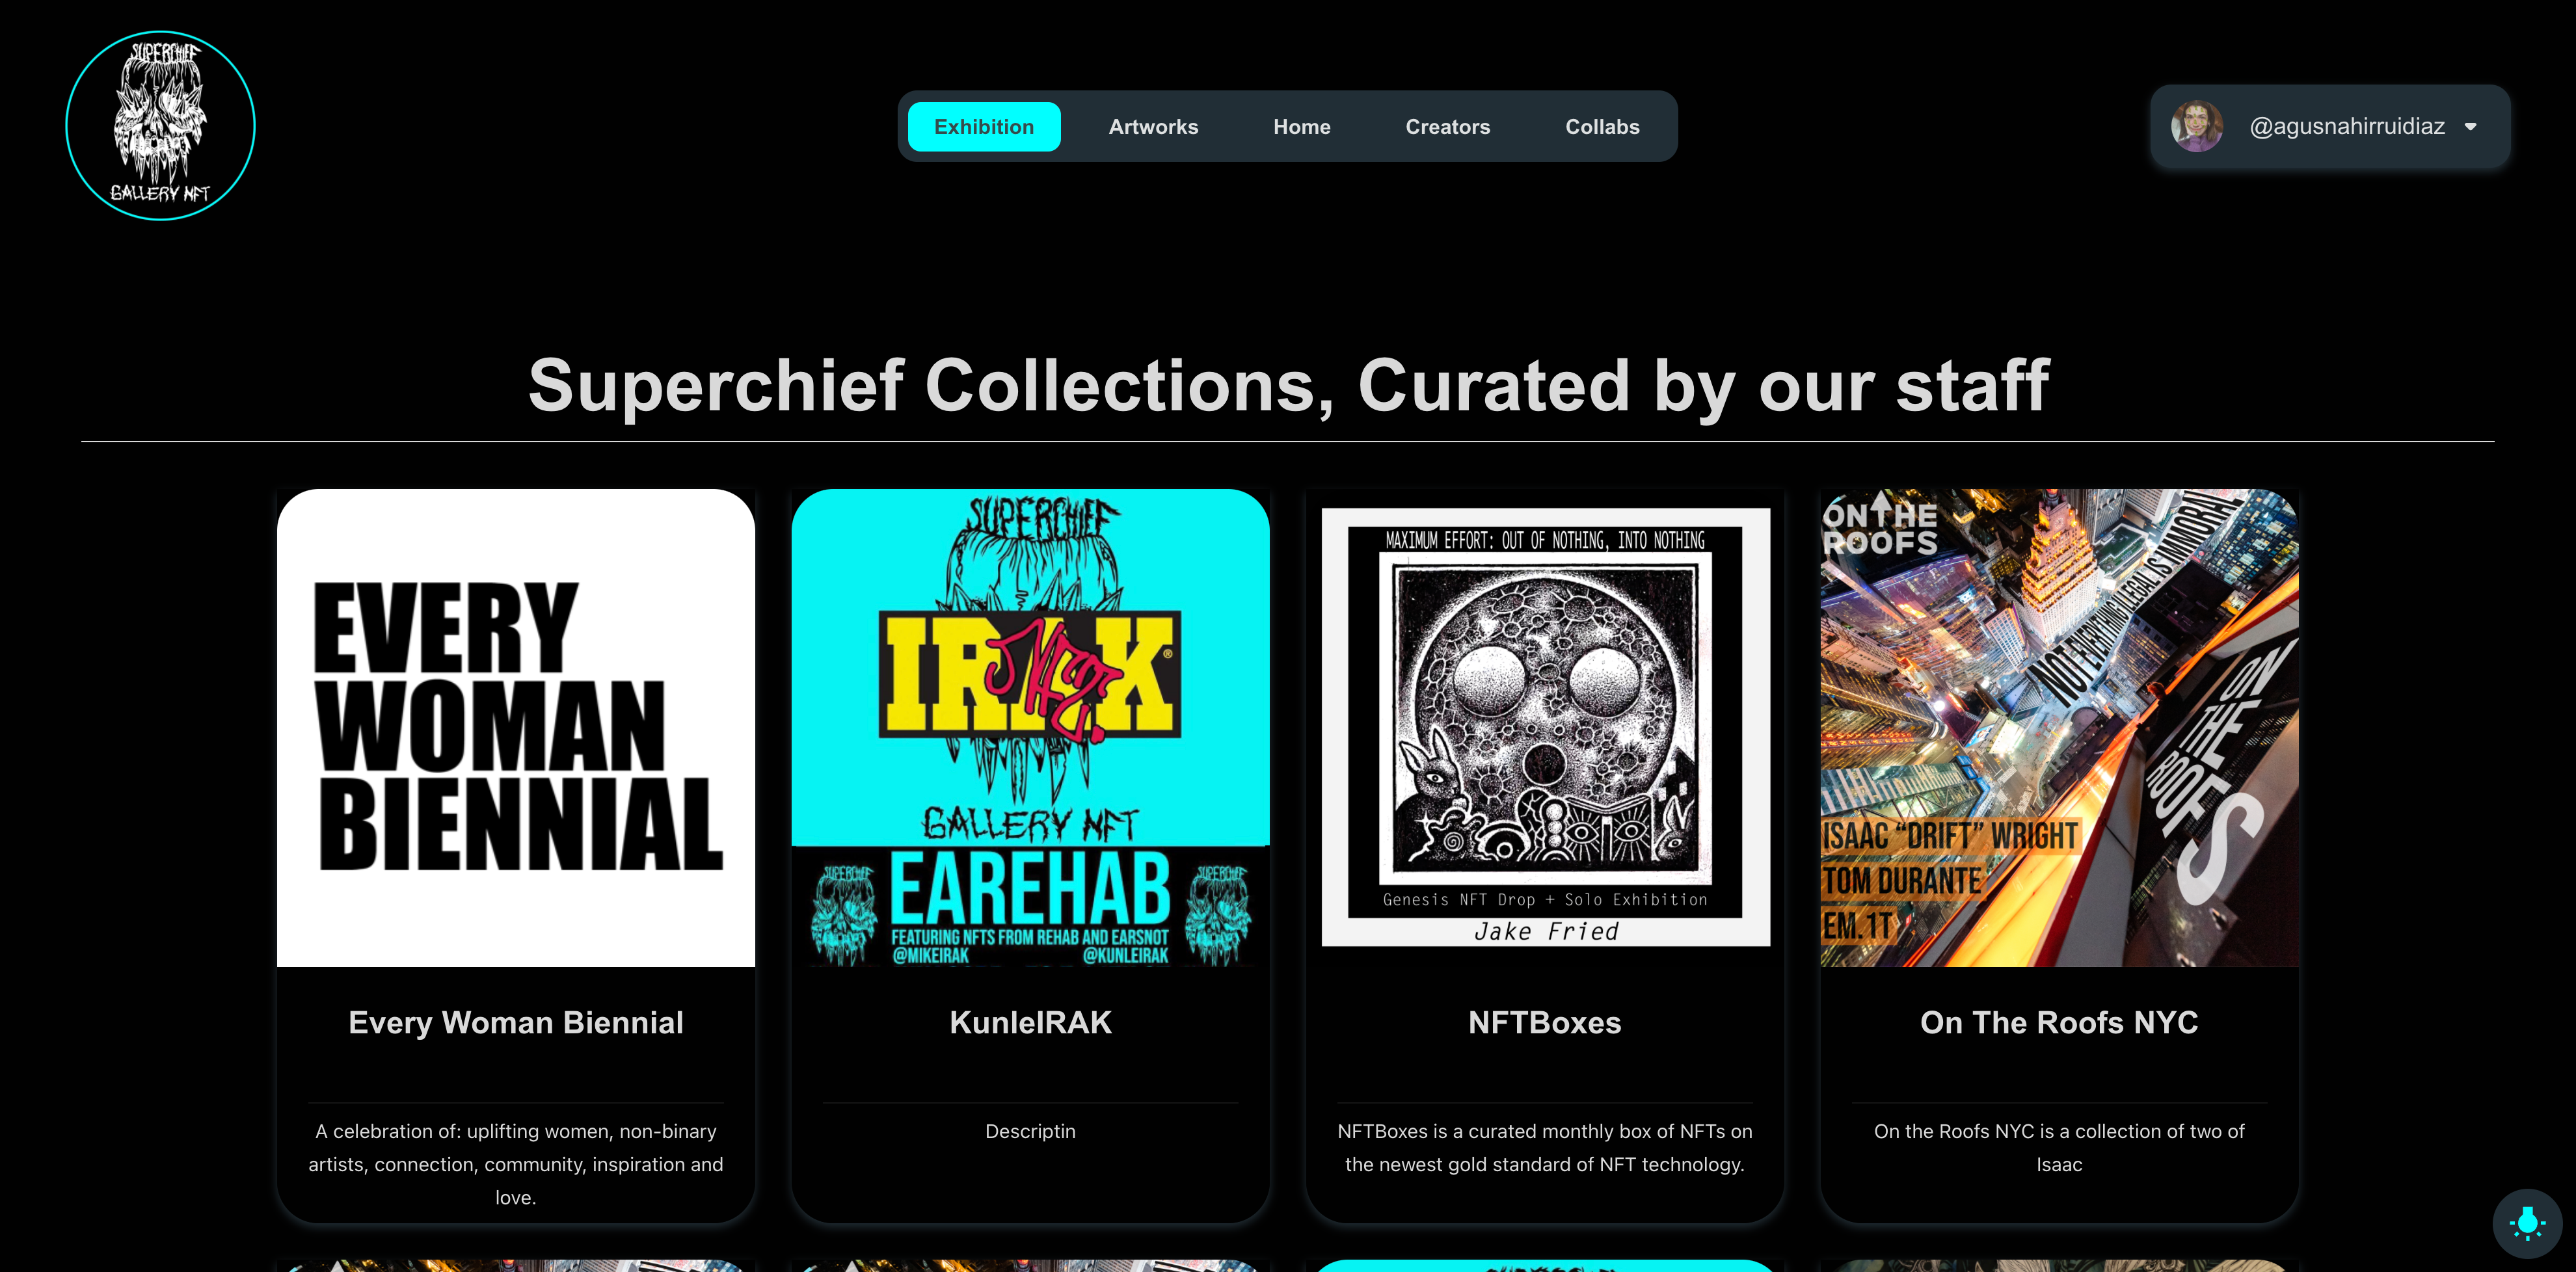 SUPERCHIEF
GALLERY NFT
Exhibition
Artworks
Home
Creators
Collabs
@agusnahirruidiaz
Superchief Collections, Curated by our staff
EVERY
WOMAN
BIENNIAL
Every Woman Biennial
A celebration of: uplifting women, non-binary
artists, connection, community, inspiration and
love.
SUPERCHIEF
IRAK®
GALLERY NFT
SUPERCHIEF
EAREHAB
SUPERCHIEF
FEATURING NFTS FROM REHAB AND EARSNOT
@MIKEIRAK
@KUNLEIRAK
KunleIRAK
Descriptin
MAXIMUM EFFORT: OUT OF NOTHING, INTO NOTHING
Genesis NFT Drop + Solo Exhibition
Jake Fried
NFTBoxes
NFTBoxes is a curated monthly box of NFTs on
the newest gold standard of NFT technology.
ON THE
ROOFS
NOT EVERYTHING ILLEGAL IS IMMORAL
ON
THE
ROOFS
ISAAC “DRIFT” WRIGHT
TOM DURANTE
EM.1T
On The Roofs NYC
On the Roofs NYC is a collection of two of
Isaac